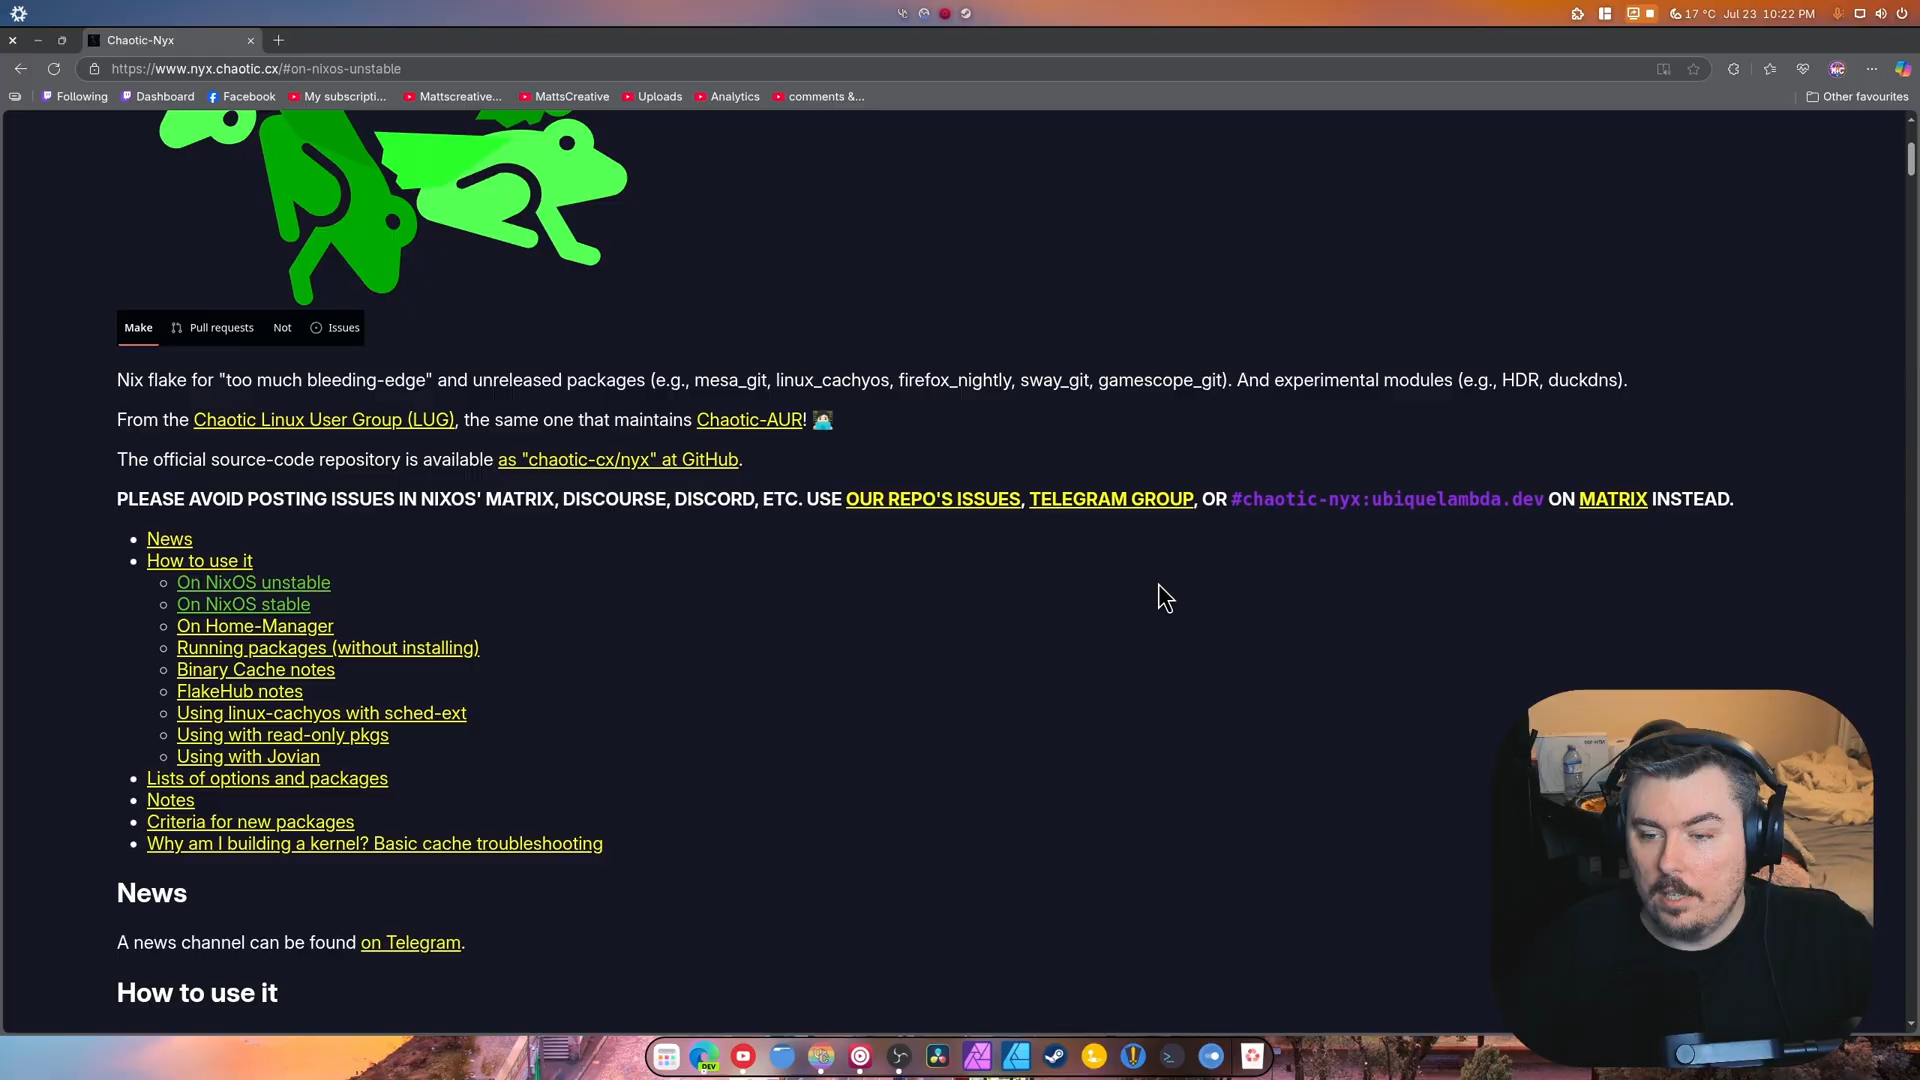 17 °C Jul 23 10:22 PM
Chaotic-Nyx
https://www.nyx.chaotic.cx/#on-nixos-unstable
Following Dashboard Facebook My subscripti... Mattscreative... MattsCreative Uploads Analytics comments &... Other favourites
Make Pull requests Not Issues
Nix flake for "too much bleeding-edge" and unreleased packages (e.g., mesa_git, linux_cachyos, firefox_nightly, sway_git, gamescope_git). And experimental modules (e.g., HDR, duckdns).
From the Chaotic Linux User Group (LUG), the same one that maintains Chaotic-AUR! 🧑🏻‍💻
The official source-code repository is available as "chaotic-cx/nyx" at GitHub.
PLEASE AVOID POSTING ISSUES IN NIXOS' MATRIX, DISCOURSE, DISCORD, ETC. USE OUR REPO'S ISSUES, TELEGRAM GROUP, OR #chaotic-nyx:ubiquelambda.dev ON MATRIX INSTEAD.
• News
• How to use it
◦ On NixOS unstable
◦ On NixOS stable
◦ On Home-Manager
◦ Running packages (without installing)
◦ Binary Cache notes
◦ FlakeHub notes
◦ Using linux-cachyos with sched-ext
◦ Using with read-only pkgs
◦ Using with Jovian
• Lists of options and packages
• Notes
• Criteria for new packages
• Why am I building a kernel? Basic cache troubleshooting
News
A news channel can be found on Telegram.
How to use it
DEV